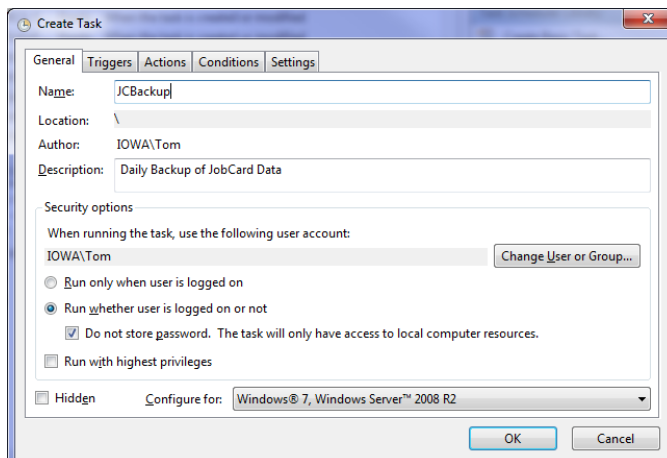 Create Task
General Triggers Actions Conditions Settings
Name: JCBackup
Location: \
Author: IOWA\Tom
Description: Daily Backup of JobCard Data
Security options
When running the task, use the following user account:
IOWA\Tom Change User or Group...
Run only when user is logged on
Run whether user is logged on or not
Do not store password. The task will only have access to local computer resources.
Run with highest privileges
Hidden Configure for: Windows® 7, Windows Server™ 2008 R2
OK Cancel